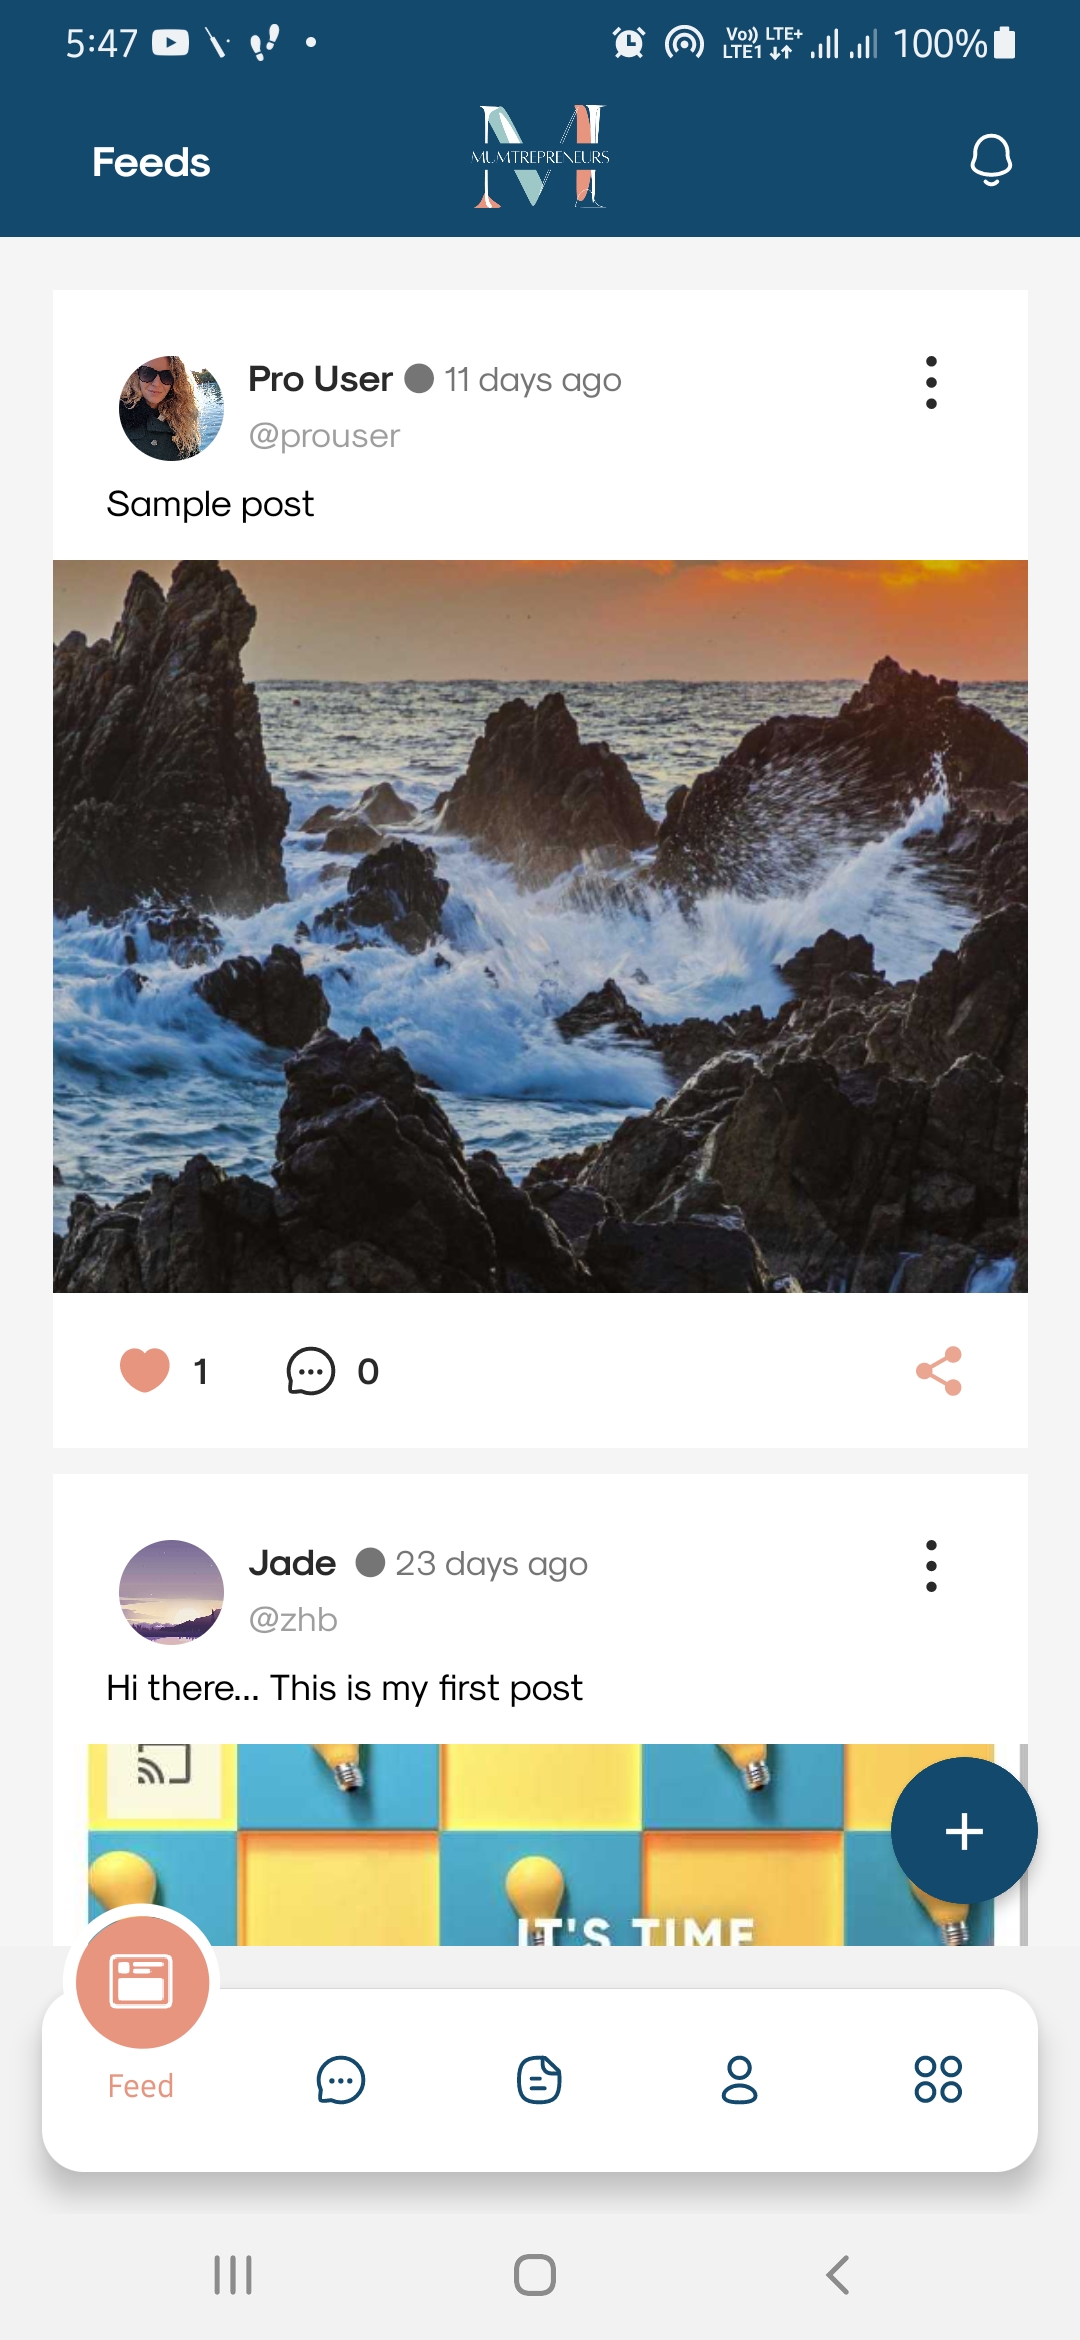 5:47
Vo)) LTE+
LTE1
100%
Feeds
MUMTREPRENEURS
Pro User 11 days ago
@prouser
Sample post
1
0
Jade 23 days ago
@zhb
Hi there... This is my first post
IT'S TIME
Feed